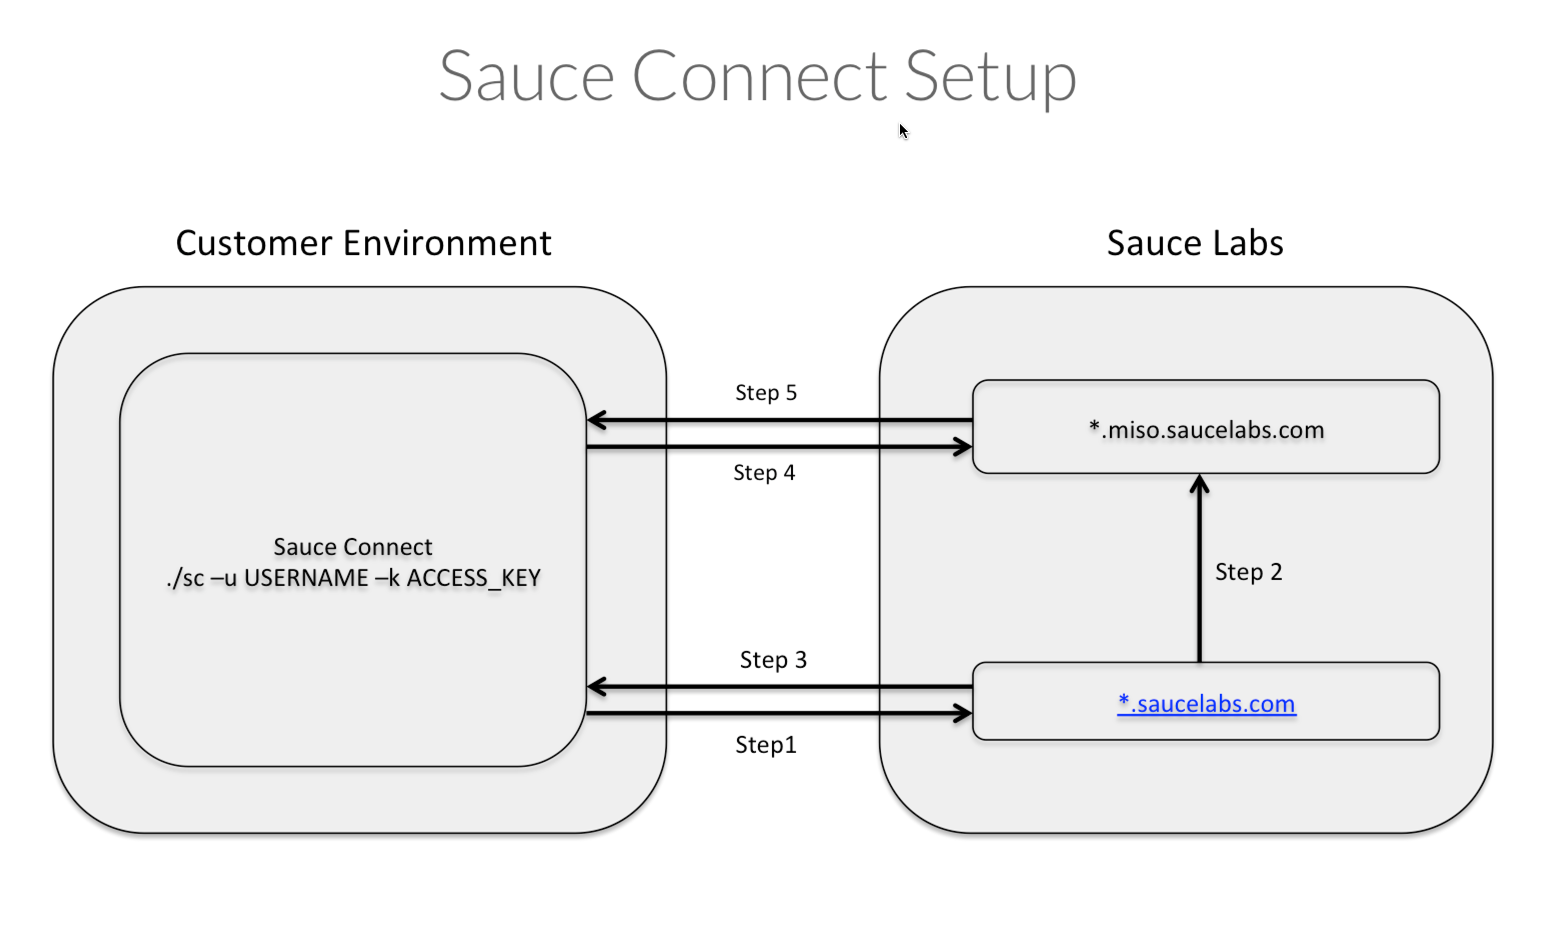 Sauce Connect Setup
Customer Environment
Sauce Labs
Step 5
*.miso.saucelabs.com
Step 4
Sauce Connect
./sc –u USERNAME –k ACCESS_KEY
Step 2
Step 3
*.saucelabs.com
Step1